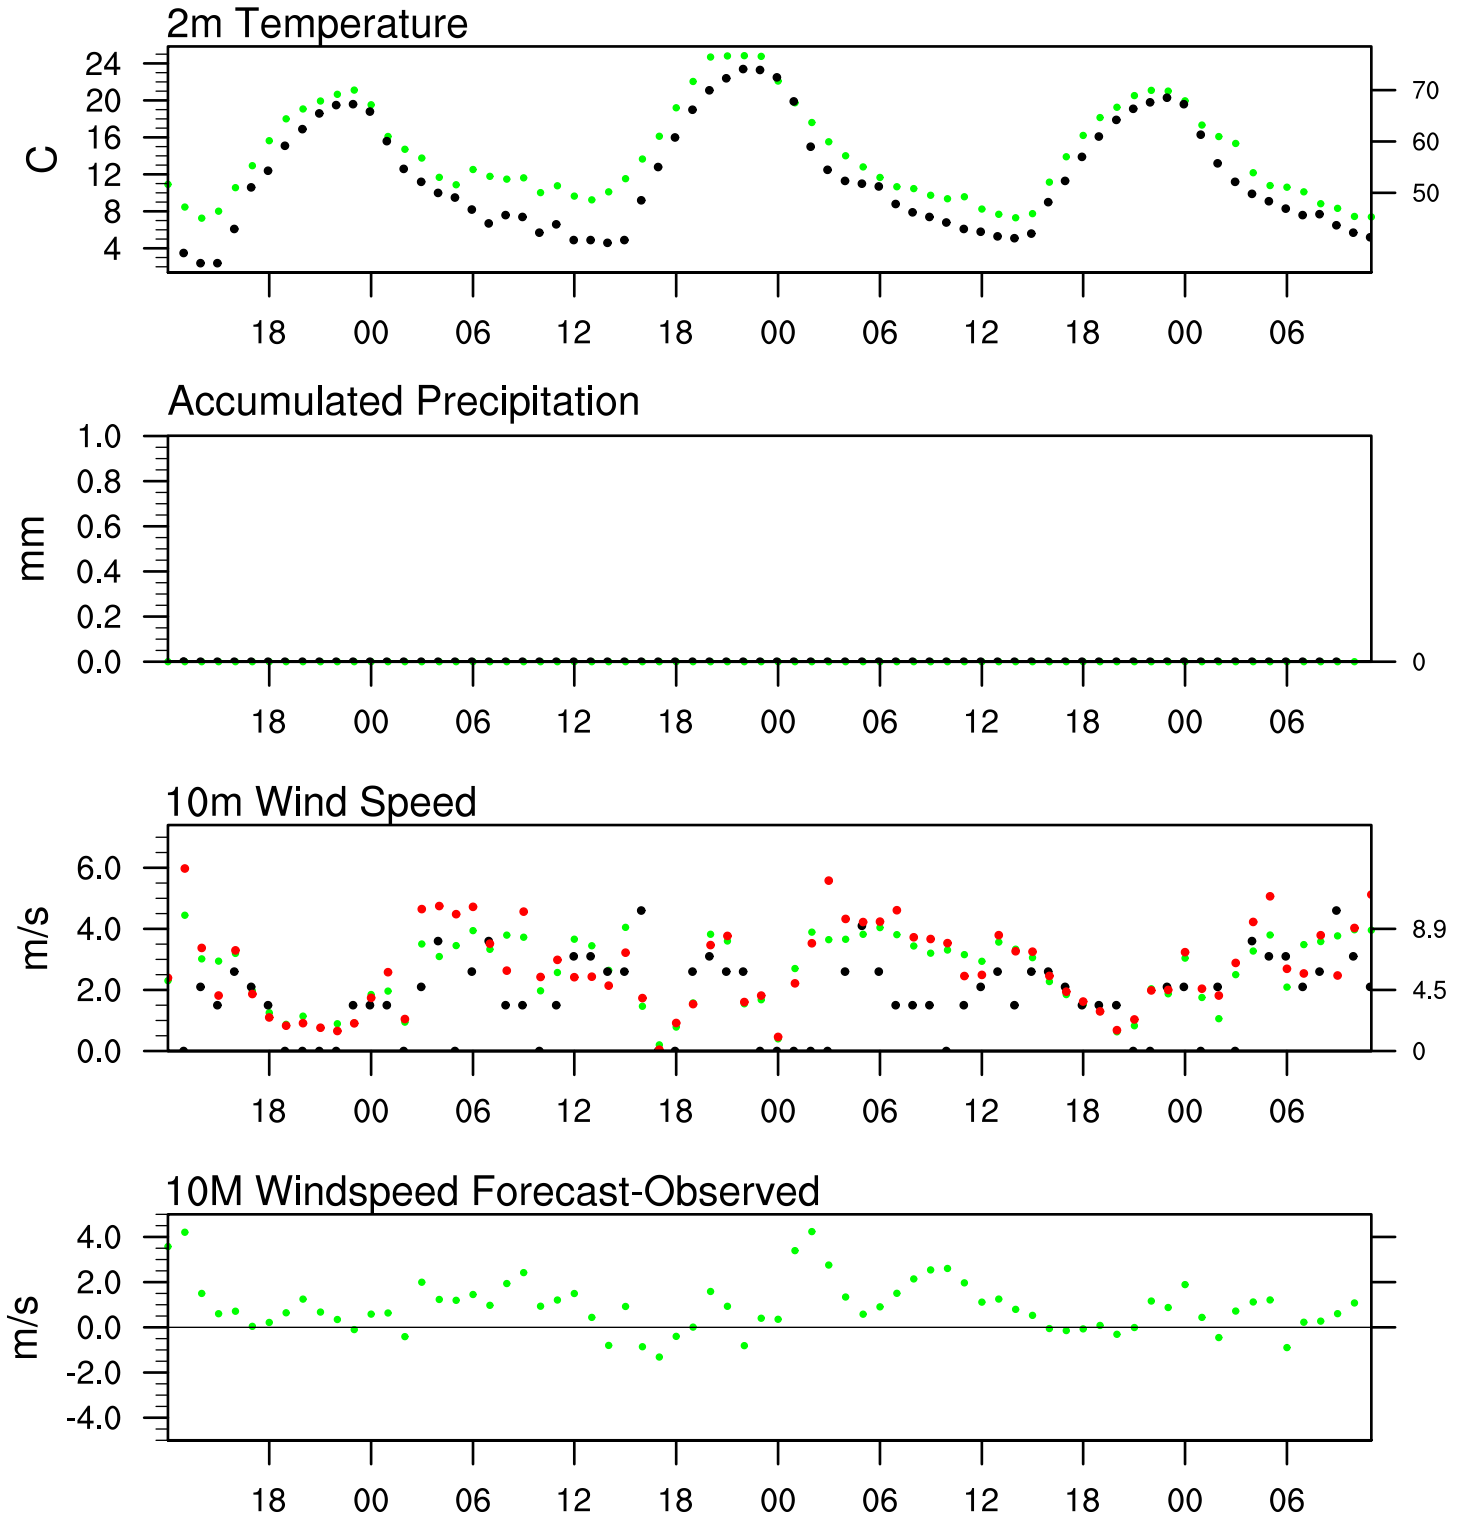 2m Temperature
24
20
16
12
8
4
C
70
60
50
18 00 06 12 18 00 06 12 18 00 06
Accumulated Precipitation
1.0
0.8
0.6
0.4
0.2
0.0
mm
0
18 00 06 12 18 00 06 12 18 00 06
10m Wind Speed
6.0
4.0
2.0
0.0
m/s
8.9
4.5
0
18 00 06 12 18 00 06 12 18 00 06
10M Windspeed Forecast-Observed
4.0
2.0
0.0
-2.0
-4.0
m/s
18 00 06 12 18 00 06 12 18 00 06